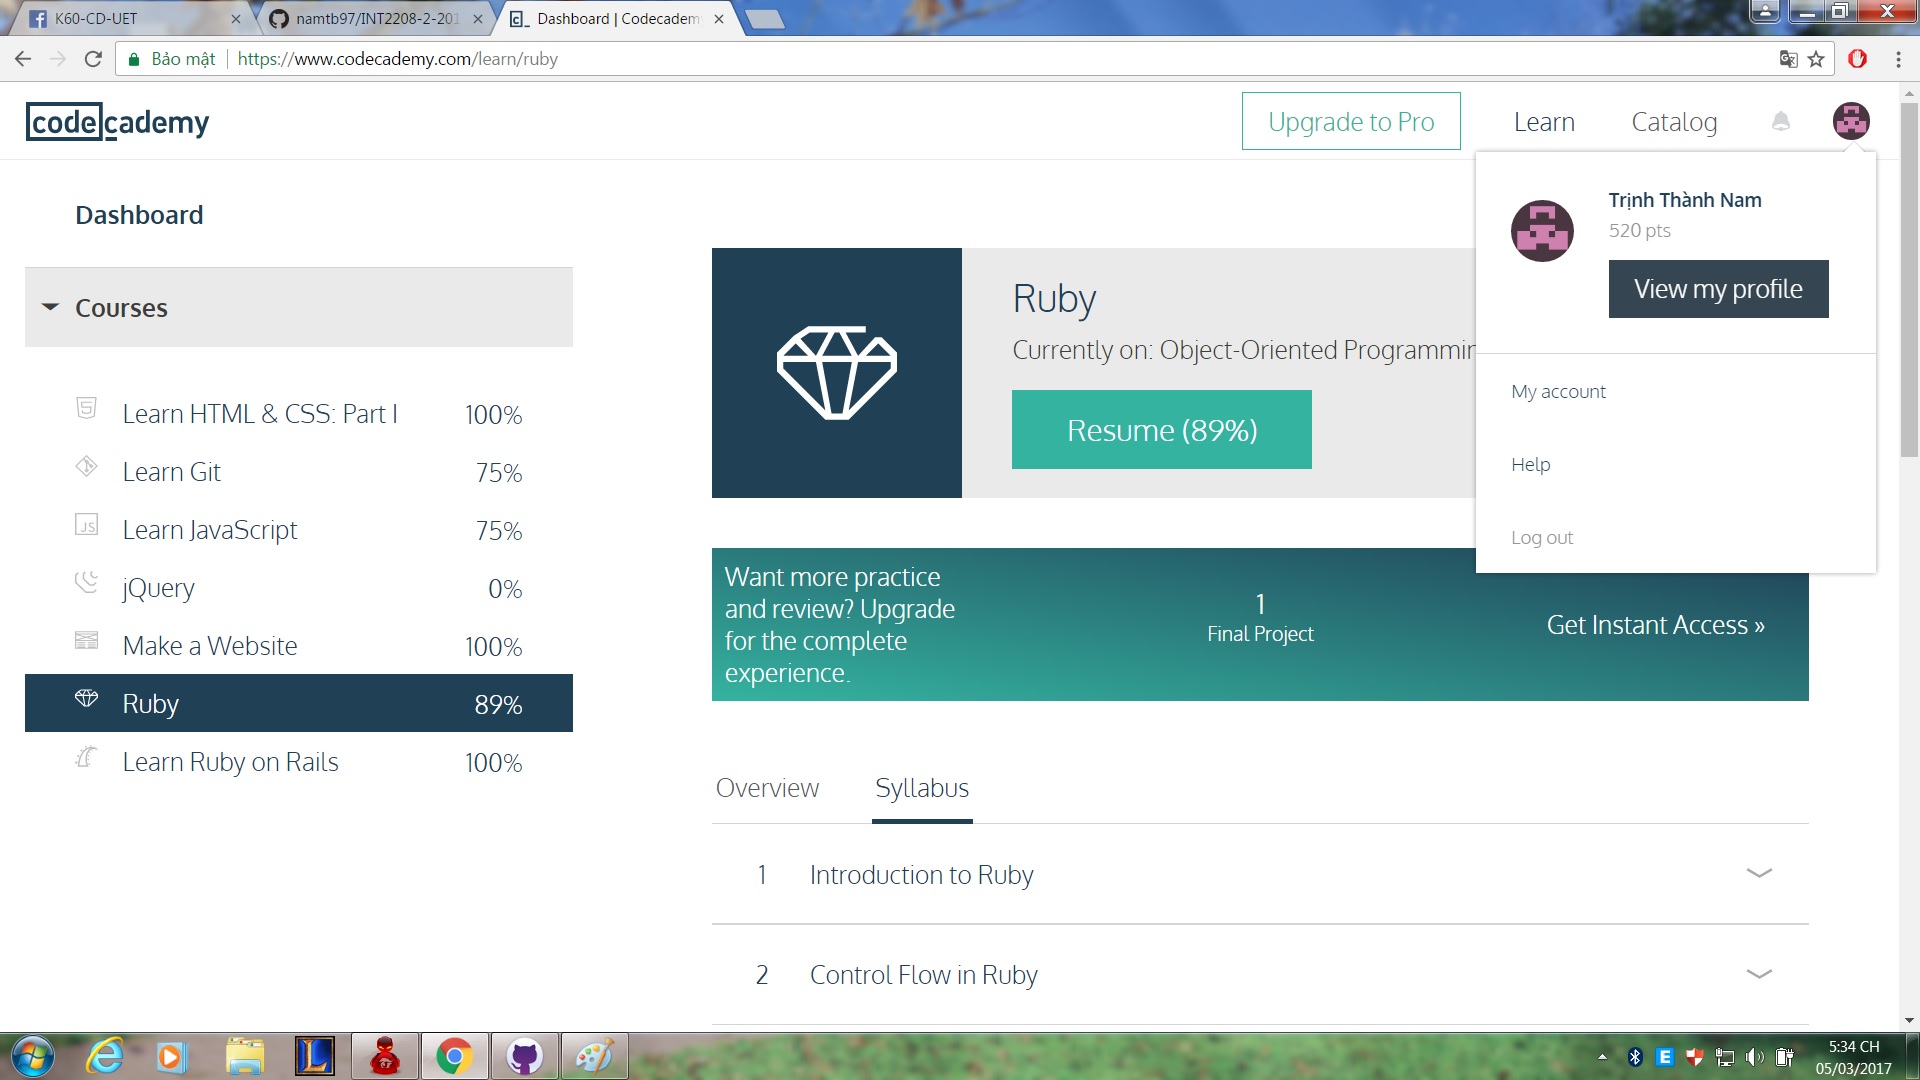 K60-CD-UET
namtb97/INT2208-2-201
Dashboard | Codecadem
Bảo mật
https://www.codecademy.com/learn/ruby
codecademy
Upgrade to Pro
Learn
Catalog
Trịnh Thành Nam
520 pts
View my profile
My account
Help
Log out
Dashboard
Courses
Learn HTML & CSS: Part I 100%
Learn Git 75%
Learn JavaScript 75%
jQuery 0%
Make a Website 100%
Ruby 89%
Learn Ruby on Rails 100%
Ruby
Currently on: Object-Oriented Programmin
Resume (89%)
Want more practice
and review? Upgrade
for the complete
experience.
1
Final Project
Get Instant Access »
Overview
Syllabus
1 Introduction to Ruby
2 Control Flow in Ruby
5:34 CH
05/03/2017